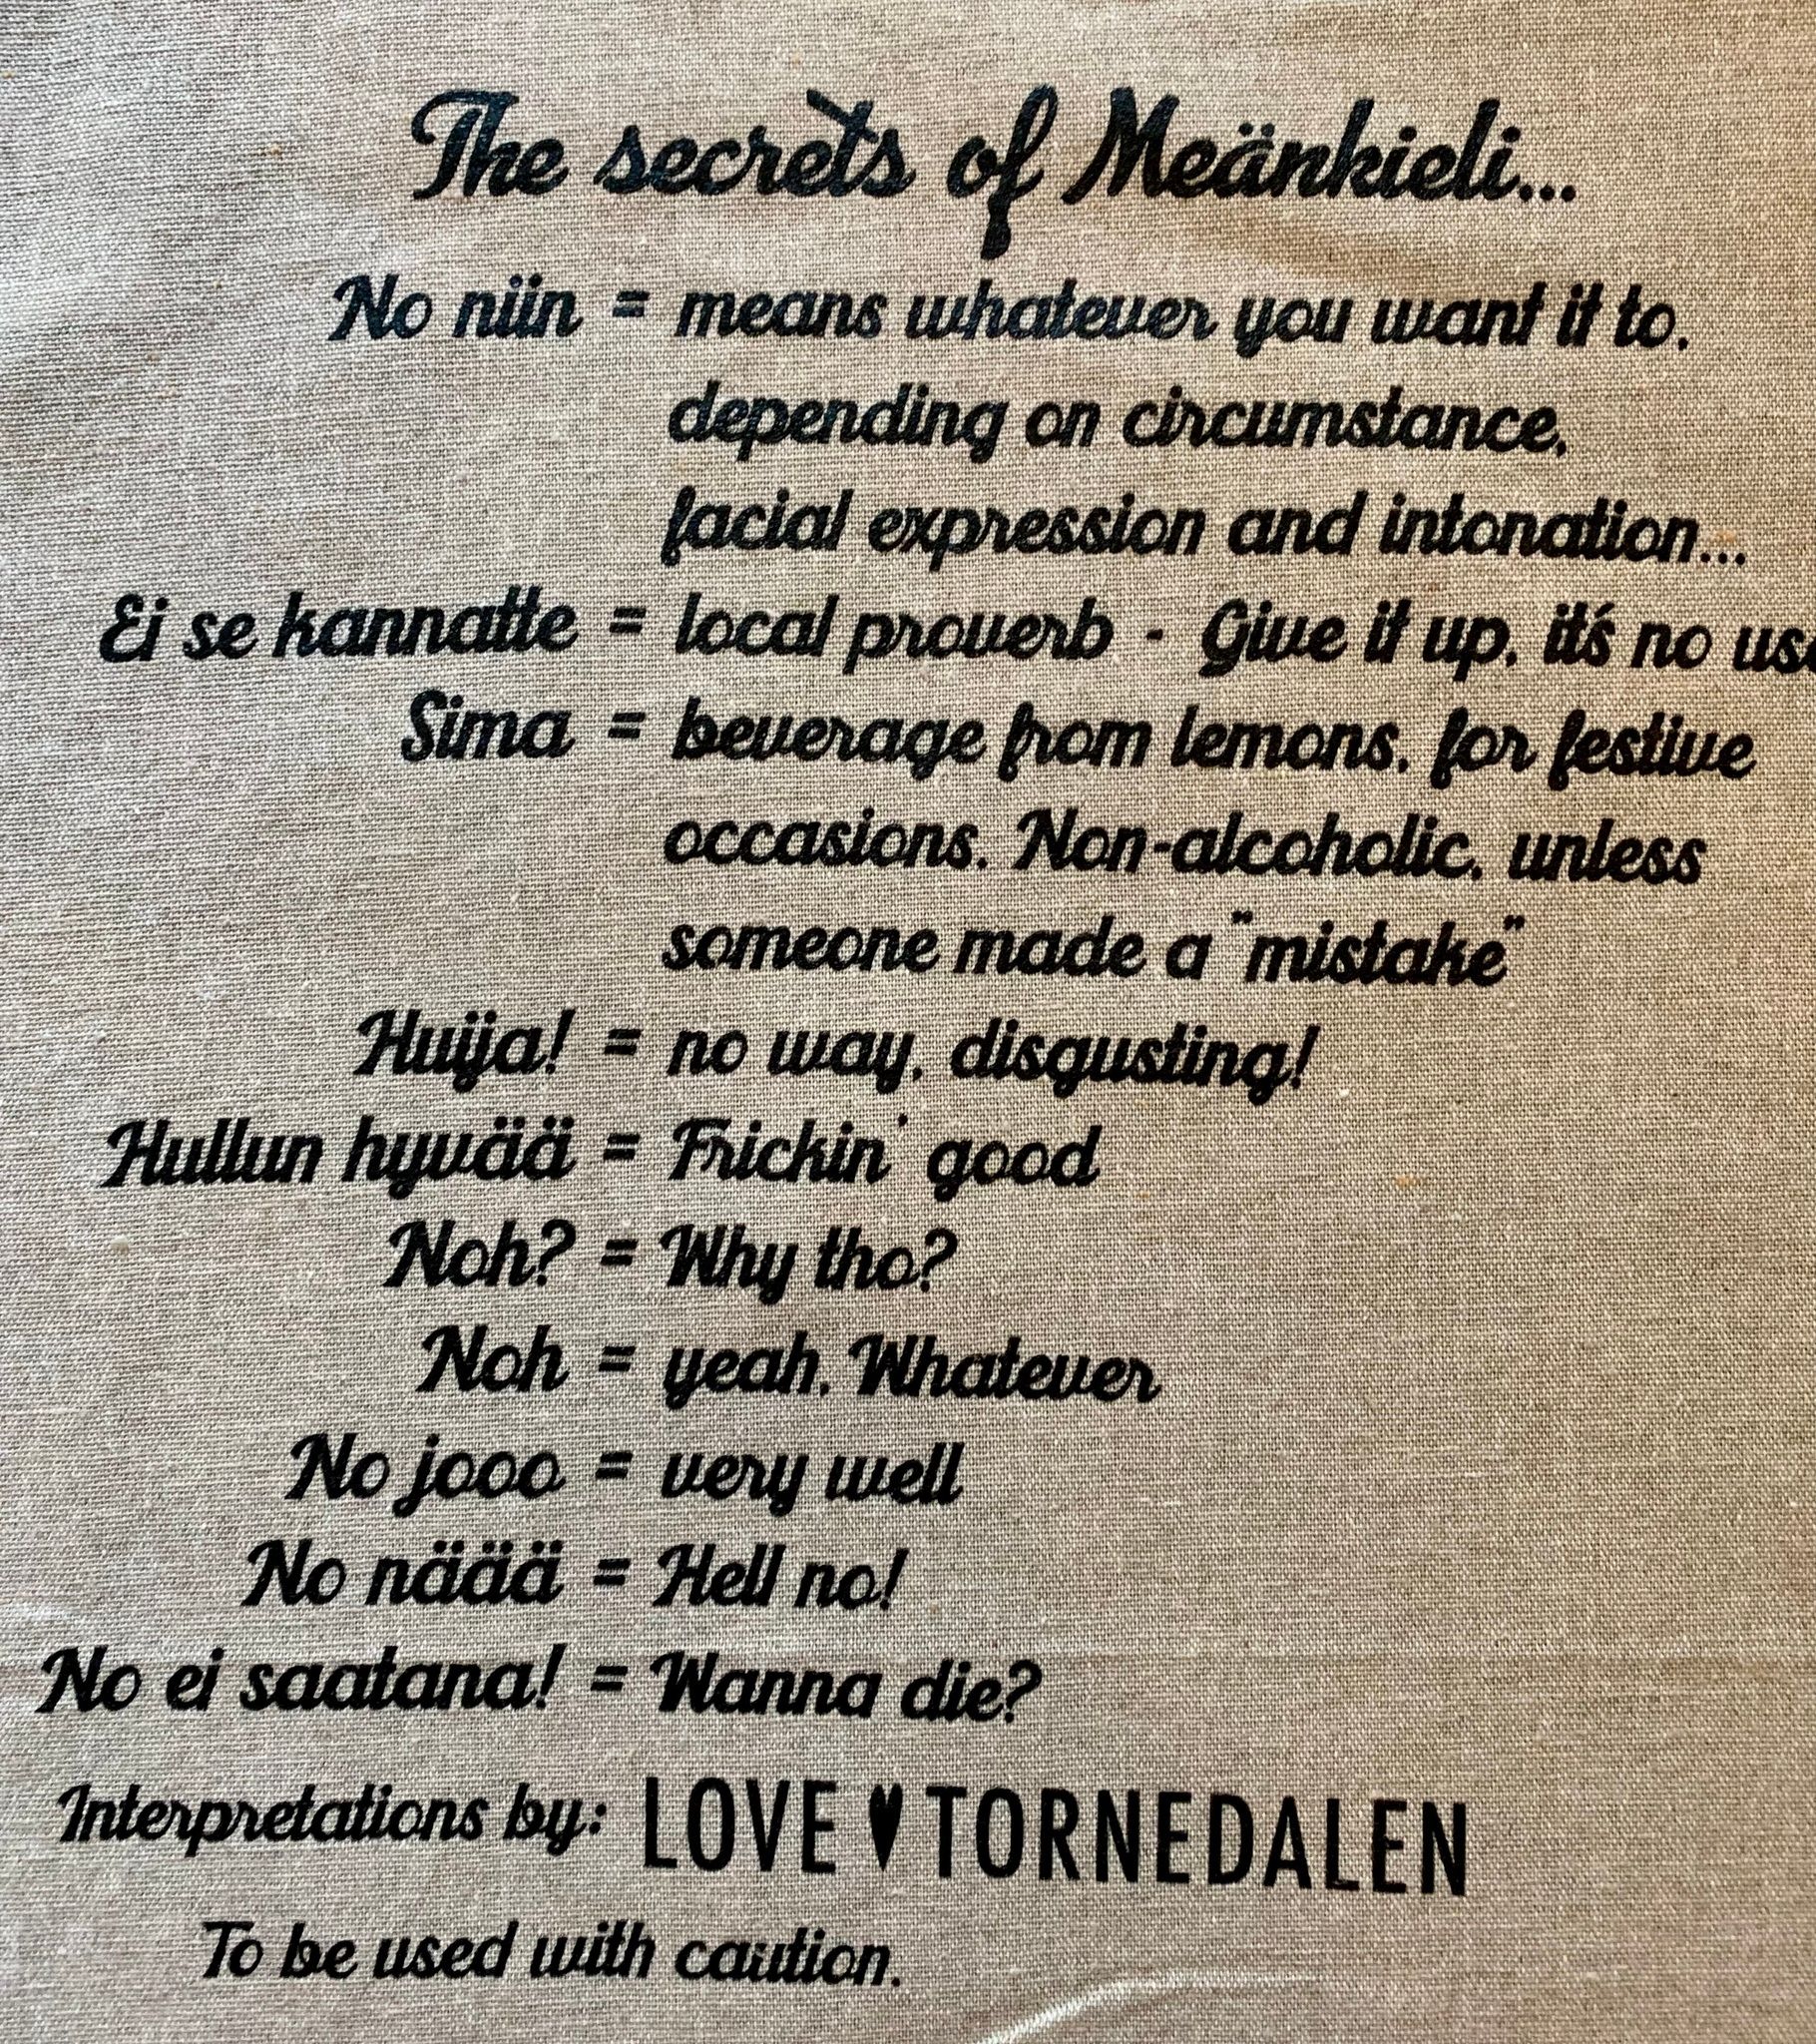 The secrets of Meänkieli...
No niin = means whatever you want it to,
depending on circumstance,
facial expression and intonation...
Ei se kannatte = local proverb - Give it up, it´s no
Sima = beverage from lemons, for festive
occasions. Non-alcoholic, unless
someone made a "mistake"
Huija! = no way, disgusting!
Hullun hyvää = Frickin' good
Noh? = Why tho?
Noh = yeah, Whatever
No jooo = very well
No näää = Hell no!
No ei saatana! = Wanna die?
Interpretations by: LOVE ♥ TORNEDALEN
To be used with caution.